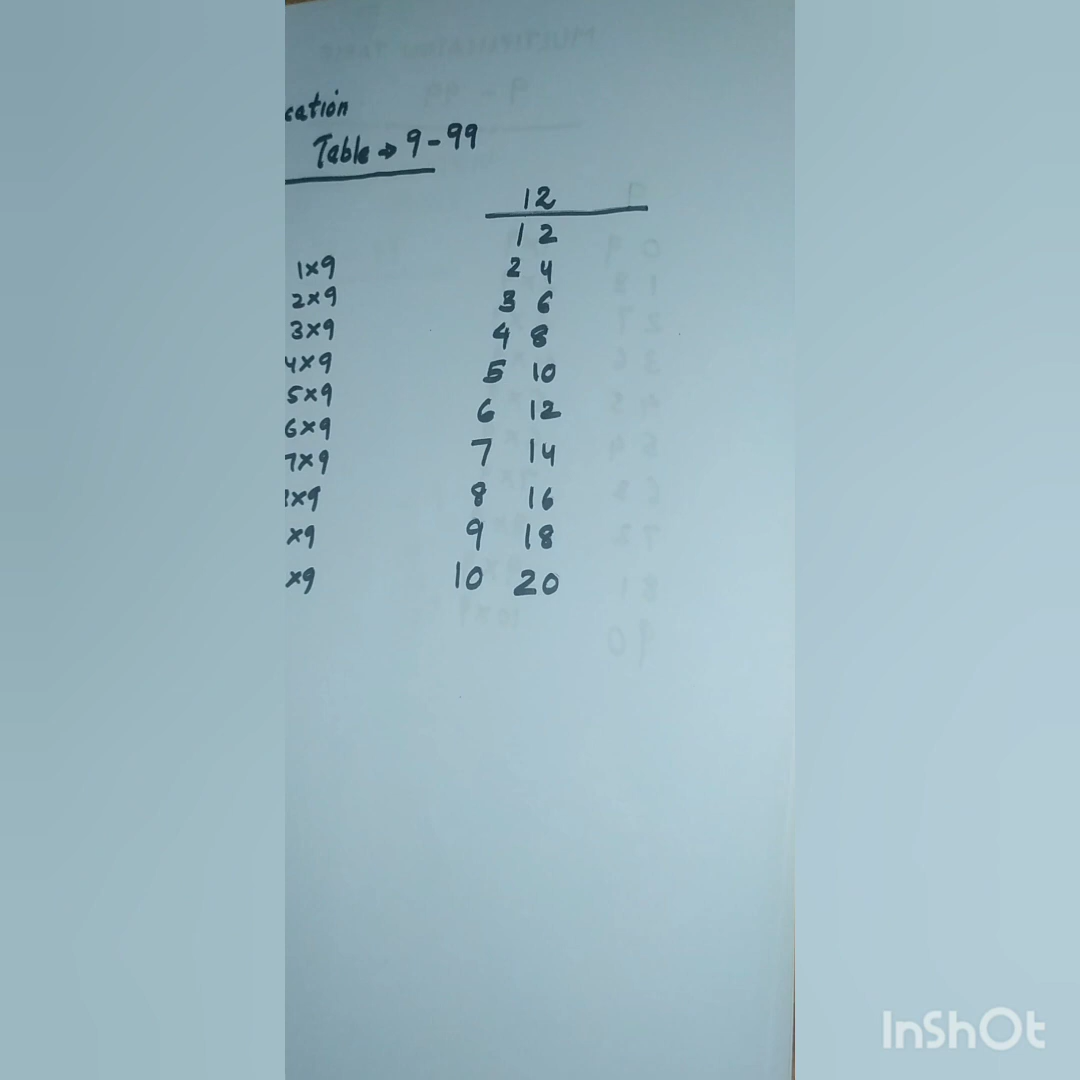 cation
Table → 9-99
12
1 2
1×9 2 4
2×9 3 6
3×9 4 8
4×9 5 10
5×9 6 12
6×9 7 14
7×9 8 16
×9 9 18
×9 10 20
×9
InShOt